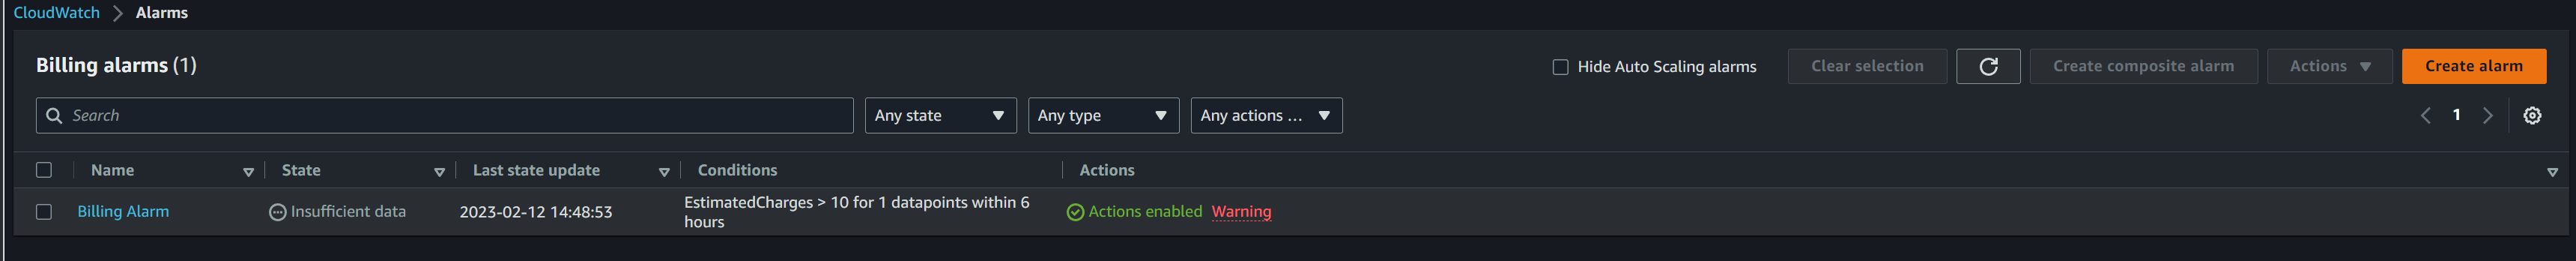 CloudWatch > Alarms
Billing alarms (1)
Hide Auto Scaling alarms
Clear selection
Create composite alarm
Actions
Create alarm
Search
Any state
Any type
Any actions ...
1
Name State Last state update Conditions Actions
Billing Alarm Insufficient data 2023-02-12 14:48:53 EstimatedCharges > 10 for 1 datapoints within 6
hours
Actions enabled Warning